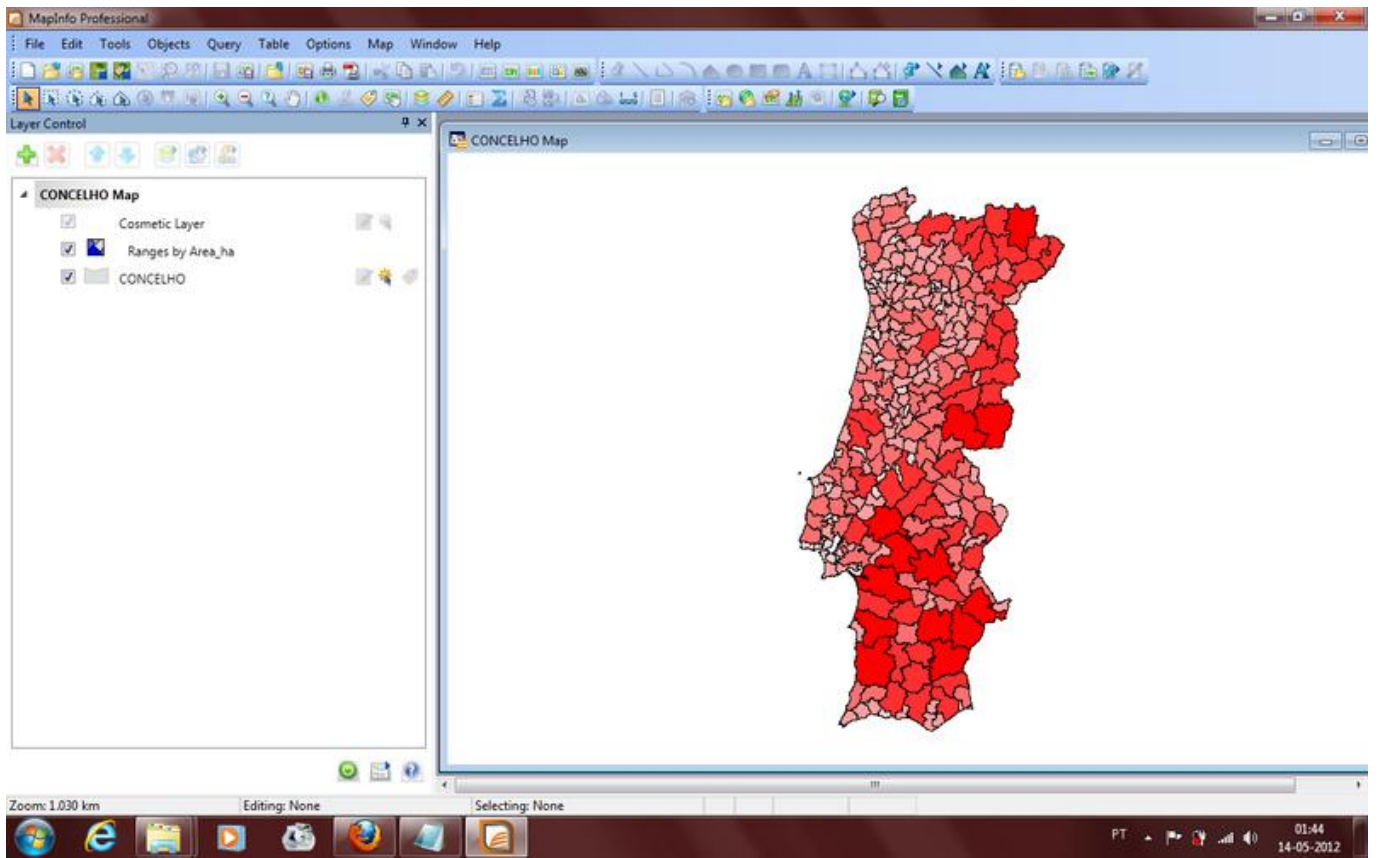 MapInfo Professional
File Edit Tools Objects Query Table Options Map Window Help
Layer Control
CONCELHO Map
Cosmetic Layer
Ranges by Area_ha
CONCELHO
CONCELHO Map
Zoom: 1.030 km Editing: None Selecting: None
PT 01:44
14-05-2012